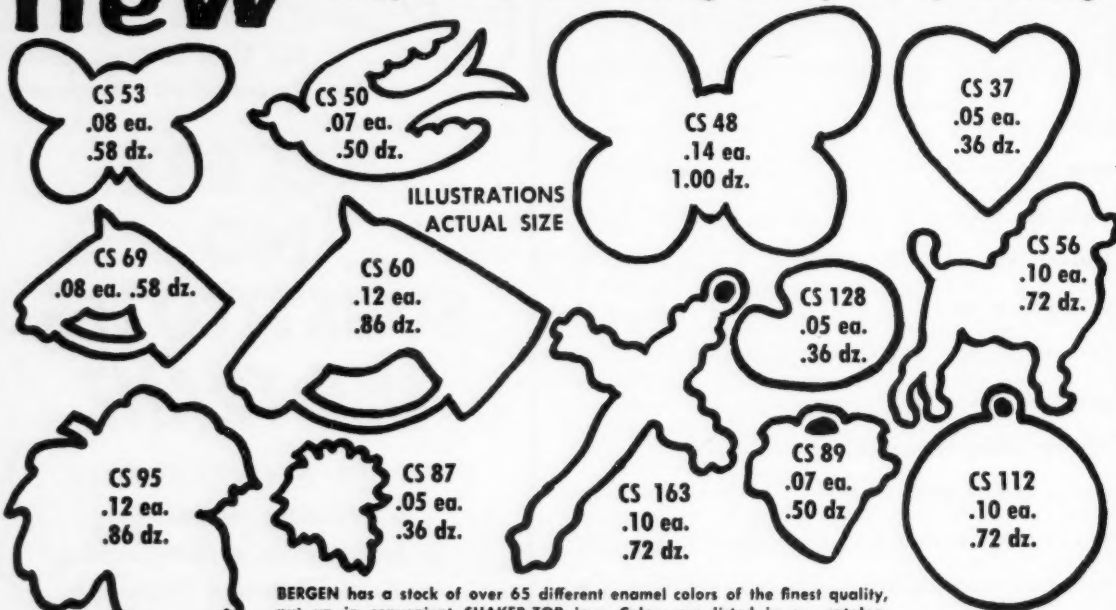 new
CS 53
.08 ea.
.58 dz.
CS 50
.07 ea.
.50 dz.
CS 48
.14 ea.
1.00 dz.
CS 37
.05 ea.
.36 dz.
ILLUSTRATIONS
ACTUAL SIZE
CS 69
.08 ea. .58 dz.
CS 60
.12 ea.
.86 dz.
CS 128
.05 ea.
.36 dz.
CS 56
.10 ea.
.72 dz.
CS 95
.12 ea.
.86 dz.
CS 87
.05 ea.
.36 dz.
CS 163
.10 ea.
.72 dz.
CS 89
.07 ea.
.50 dz
CS 112
.10 ea.
.72 dz.
BERGEN has a stock of over 65 different enamel colors of the finest quality,